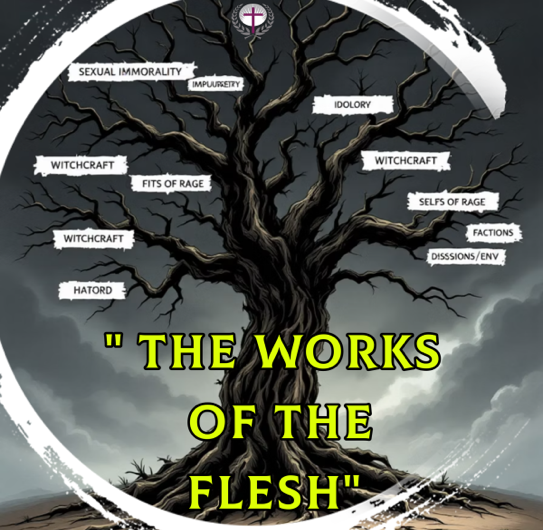 SEXUAL IMMORALITY
IMPLUURETY
IDOLORY
WITCHCRAFT
FITS OF RAGE
WITCHCRAFT
SELFS OF RAGE
WITCHCRAFT
FACTIONS
DISSSIONS/ENV
HATORD
" THE WORKS
OF THE
FLESH"